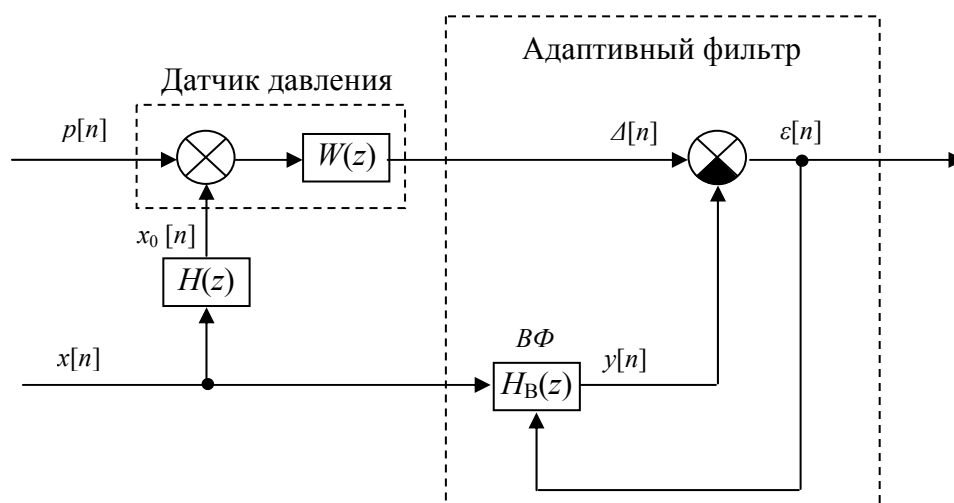 Адаптивный фильтр
Датчик давления
p[n]
Δ[n]
ε[n]
W(z)
x₀ [n]
H(z)
ВФ
x[n]
y[n]
H_В(z)